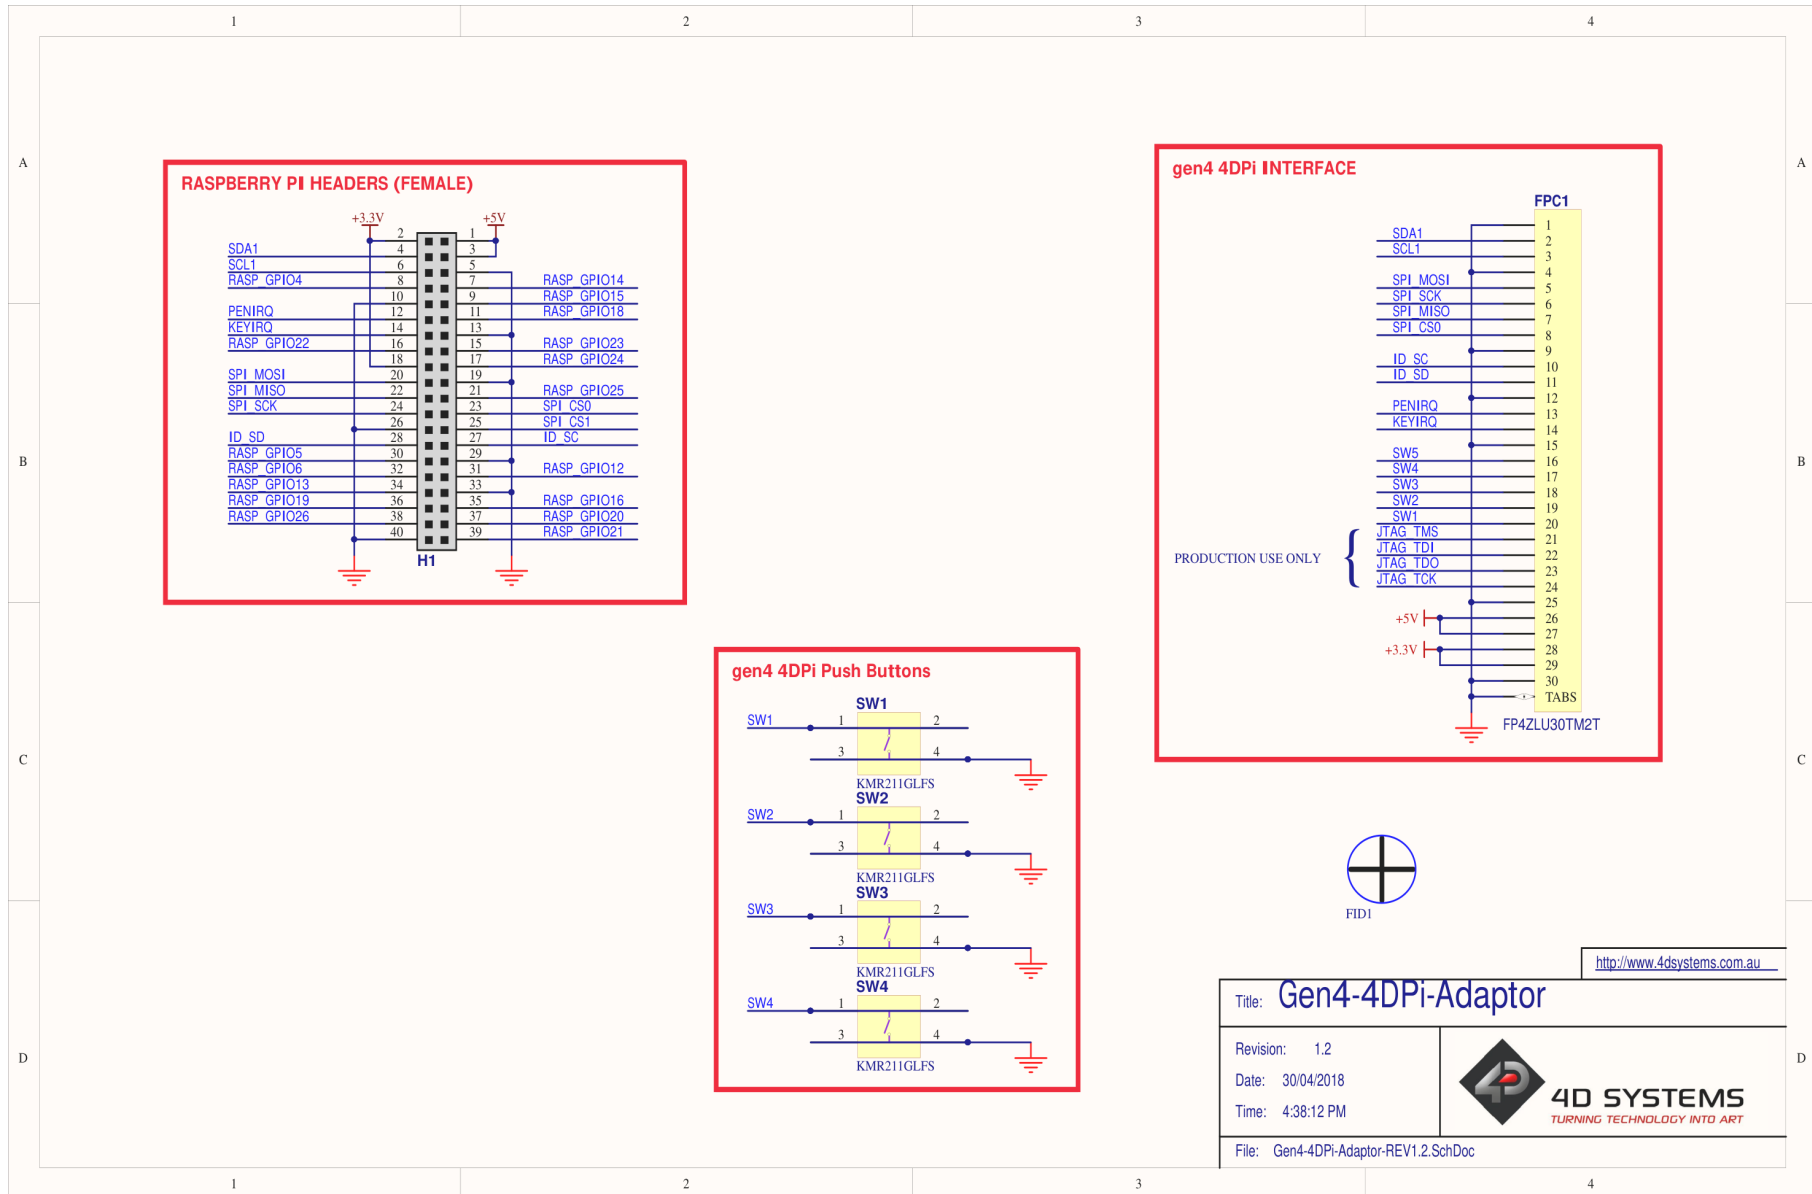 1 2 3 4
A A
B B
C C
D D
RASPBERRY PI HEADERS (FEMALE)
+3.3V +5V
2 1
SDA1 4 3
SCL1 6 5
RASP_GPIO4 8 7 RASP_GPIO14
10 9 RASP_GPIO15
PENIRQ 12 11 RASP_GPIO18
KEYIRQ 14 13
RASP_GPIO22 16 15 RASP_GPIO23
18 17 RASP_GPIO24
SPI_MOSI 20 19
SPI_MISO 22 21 RASP_GPIO25
SPI_SCK 24 23 SPI_CS0
26 25 SPI_CS1
ID_SD 28 27 ID_SC
RASP_GPIO5 30 29
RASP_GPIO6 32 31 RASP_GPIO12
RASP_GPIO13 34 33
RASP_GPIO19 36 35 RASP_GPIO16
RASP_GPIO26 38 37 RASP_GPIO20
40 39 RASP_GPIO21
H1
gen4 4DPi INTERFACE
FPC1
1
SDA1 2
SCL1 3
4
SPI_MOSI 5
SPI_SCK 6
SPI_MISO 7
SPI_CS0 8
9
ID_SC 10
ID_SD 11
12
PENIRQ 13
KEYIRQ 14
15
SW5 16
SW4 17
SW3 18
SW2 19
SW1 20
JTAG_TMS 21
JTAG_TDI 22
PRODUCTION USE ONLY
JTAG_TDO 23
JTAG_TCK 24
25
+5V 26
27
+3.3V 28
29
30
TABS
FP4ZLU30TM2T
gen4 4DPi Push Buttons
SW1
SW1 1 2
3 4
KMR211GLFS
SW2
SW2 1 2
3 4
KMR211GLFS
SW3
SW3 1 2
3 4
KMR211GLFS
SW4
SW4 1 2
3 4
KMR211GLFS
FID1
http://www.4dsystems.com.au
Title: Gen4-4DPi-Adaptor
Revision: 1.2
Date: 30/04/2018
Time: 4:38:12 PM
4D SYSTEMS
TURNING TECHNOLOGY INTO ART
File: Gen4-4DPi-Adaptor-REV1.2.SchDoc
1 2 3 4